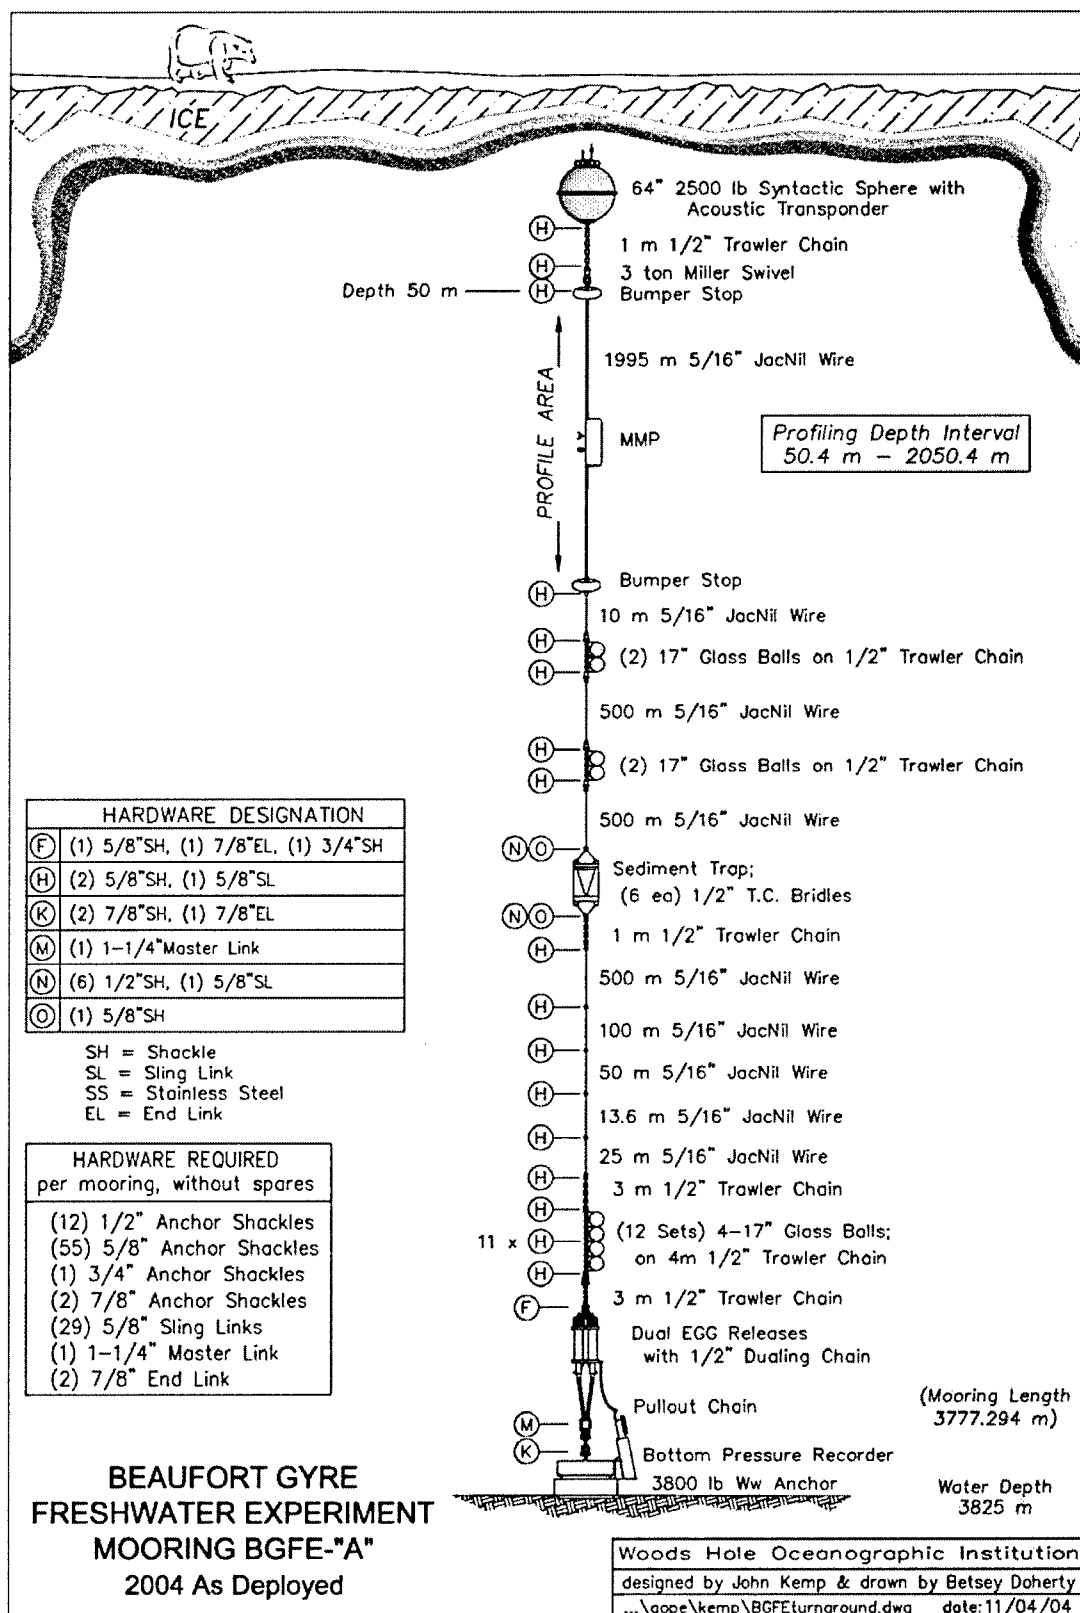 ICE
64" 2500 lb Syntactic Sphere with
Acoustic Transponder
H
1 m 1/2" Trawler Chain
H
3 ton Miller Swivel
Depth 50 m
H
Bumper Stop
PROFILE AREA
1995 m 5/16" JacNil Wire
MMP
Profiling Depth Interval
50.4 m - 2050.4 m
Bumper Stop
H
10 m 5/16" JacNil Wire
H
(2) 17" Glass Balls on 1/2" Trawler Chain
H
500 m 5/16" JacNil Wire
H
(2) 17" Glass Balls on 1/2" Trawler Chain
H
500 m 5/16" JacNil Wire
N O
Sediment Trap;
(6 ea) 1/2" T.C. Bridles
N O
1 m 1/2" Trawler Chain
H
500 m 5/16" JacNil Wire
H
100 m 5/16" JacNil Wire
H
50 m 5/16" JacNil Wire
H
13.6 m 5/16" JacNil Wire
H
25 m 5/16" JacNil Wire
H
3 m 1/2" Trawler Chain
H
(12 Sets) 4-17" Glass Balls;
11 x H
on 4m 1/2" Trawler Chain
H
3 m 1/2" Trawler Chain
F
Dual EGG Releases
with 1/2" Dualing Chain
Pullout Chain
M
K
Bottom Pressure Recorder
3800 lb Ww Anchor
(Mooring Length
3777.294 m)
Water Depth
3825 m
HARDWARE DESIGNATION
F (1) 5/8"SH, (1) 7/8"EL, (1) 3/4"SH
H (2) 5/8"SH, (1) 5/8"SL
K (2) 7/8"SH, (1) 7/8"EL
M (1) 1-1/4"Master Link
N (6) 1/2"SH, (1) 5/8"SL
O (1) 5/8"SH
SH = Shackle
SL = Sling Link
SS = Stainless Steel
EL = End Link
HARDWARE REQUIRED
per mooring, without spares
(12) 1/2" Anchor Shackles
(55) 5/8" Anchor Shackles
(1) 3/4" Anchor Shackles
(2) 7/8" Anchor Shackles
(29) 5/8" Sling Links
(1) 1-1/4" Master Link
(2) 7/8" End Link
BEAUFORT GYRE
FRESHWATER EXPERIMENT
MOORING BGFE-"A"
2004 As Deployed
Woods Hole Oceanographic Institution
designed by John Kemp & drawn by Betsey Doherty
...\aope\kemp\BGFEturnaround.dwg date:11/04/04